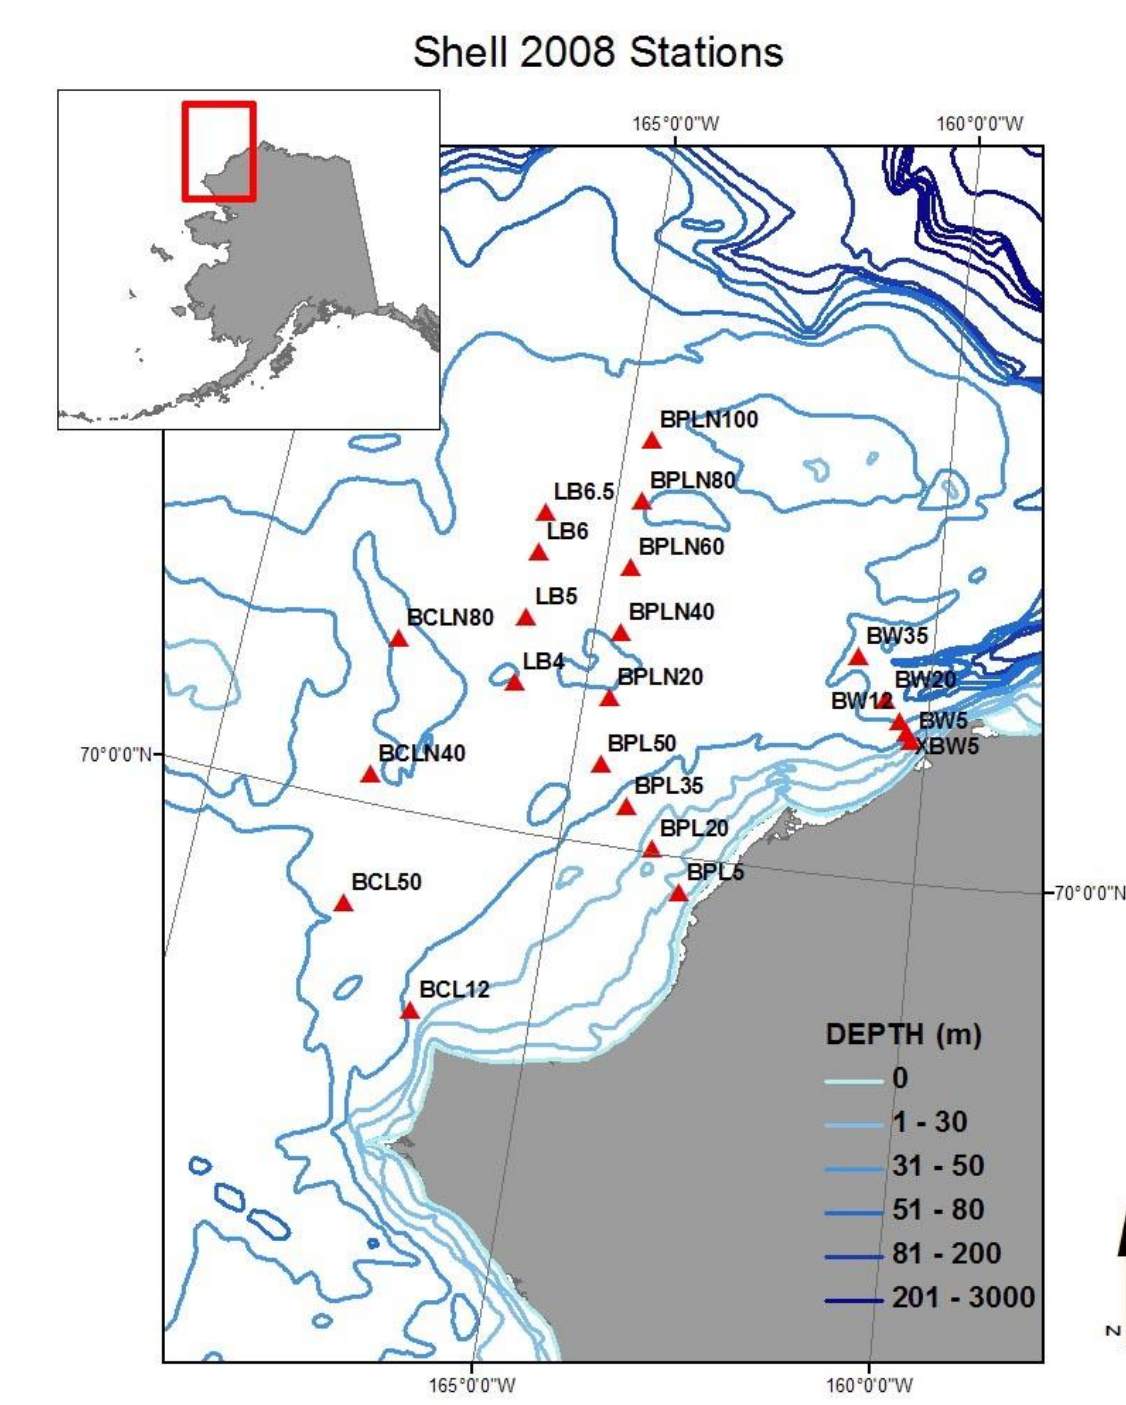 Shell 2008 Stations
165°0'0"W
160°0'0"W
BPLN100
BPLN80
LB6.5
LB6
BPLN60
LB5
BCLN80
BPLN40
BW35
LB4
BPLN20
BW20
BW12
BW5
XBW5
BPL50
70°0'0"N
BCLN40
BPL35
BPL20
BPL5
BCL50
70°0'0"N
BCL12
DEPTH (m)
0
1 - 30
31 - 50
51 - 80
81 - 200
201 - 3000
z
165°0'0"W
160°0'0"W